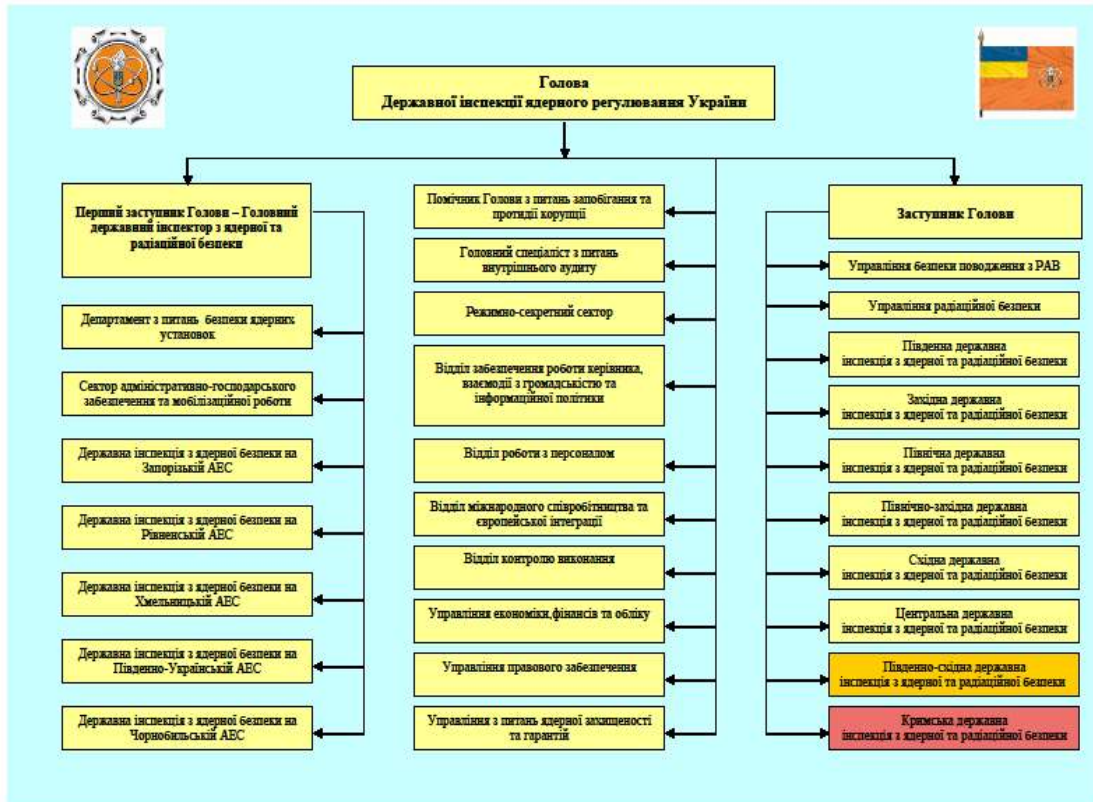 Голова
Державної інспекції ядерного регулювання України
Перший заступник Голови – Головний
державний інспектор з ядерної та
радіаційної безпеки
Департамент з питань безпеки ядерних
установок
Сектор адміністративно-господарського
забезпечення та мобілізаційної роботи
Державна інспекція з ядерної безпеки на
Запорізькій АЕС
Державна інспекція з ядерної безпеки на
Рівненській АЕС
Державна інспекція з ядерної безпеки на
Хмельницькій АЕС
Державна інспекція з ядерної безпеки на
Південно-Українській АЕС
Державна інспекція з ядерної безпеки на
Чорнобильській АЕС
Помічник Голови з питань запобігання та
протидії корупції
Головний спеціаліст з питань
внутрішнього аудиту
Режимно-секретний сектор
Відділ забезпечення роботи керівника,
взаємодії з громадськістю та
інформаційної політики
Відділ роботи з персоналом
Відділ міжнародного співробітництва та
європейської інтеграції
Відділ контролю виконання
Управління економіки,фінансів та обліку
Управління правового забезпечення
Управління з питань ядерної захищеності
та гарантій
Заступник Голови
Управління безпеки поводження з РАВ
Управління радіаційної безпеки
Південна державна
інспекція з ядерної та радіаційної безпеки
Західна державна
інспекція з ядерної та радіаційної безпеки
Північна державна
інспекція з ядерної та радіаційної безпеки
Північно-західна державна
інспекція з ядерної та радіаційної безпеки
Східна державна
інспекція з ядерної та радіаційної безпеки
Центральна державна
інспекція з ядерної та радіаційної безпеки
Південно-східна державна
інспекція з ядерної та радіаційної безпеки
Кримська державна
інспекція з ядерної та радіаційної безпеки